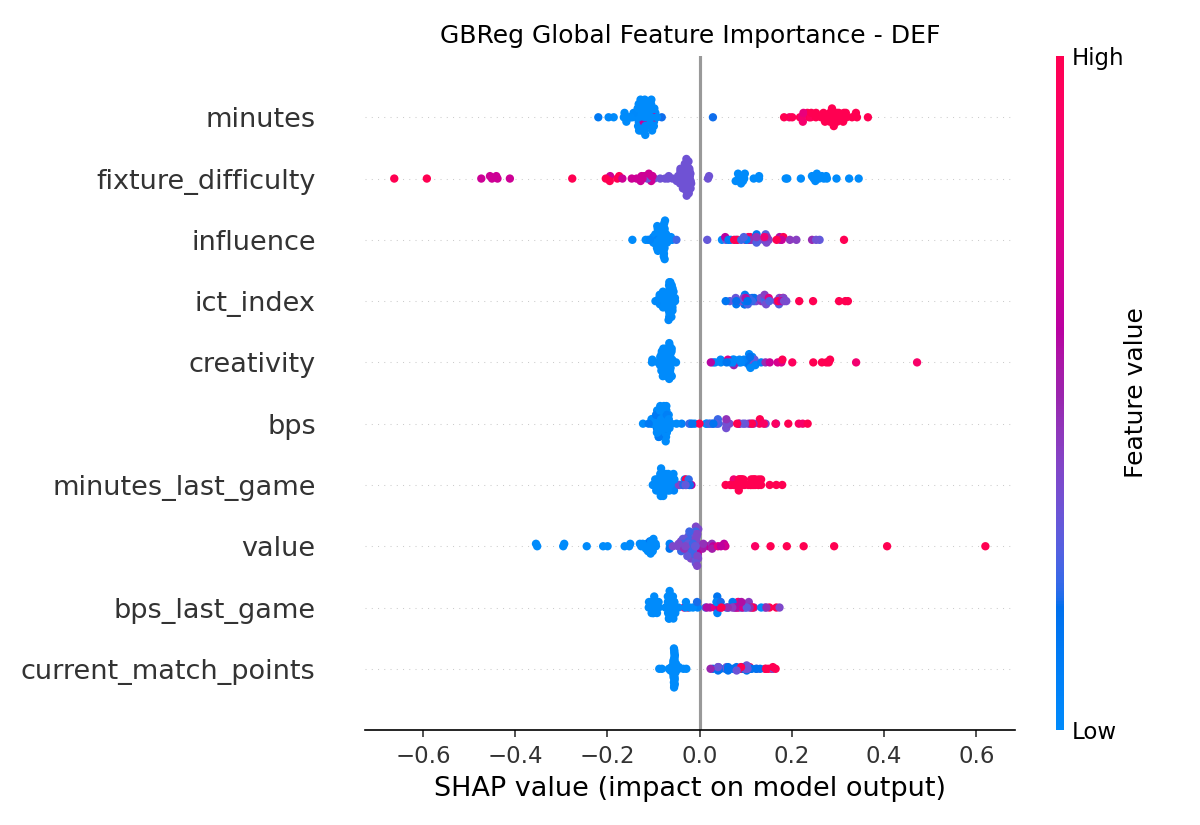 GBReg Global Feature Importance - DEF
High
minutes
fixture_difficulty
influence
ict_index
creativity
bps
minutes_last_game
value
bps_last_game
current_match_points
Feature value
Low
−0.6 −0.4 −0.2 0.0 0.2 0.4 0.6
SHAP value (impact on model output)